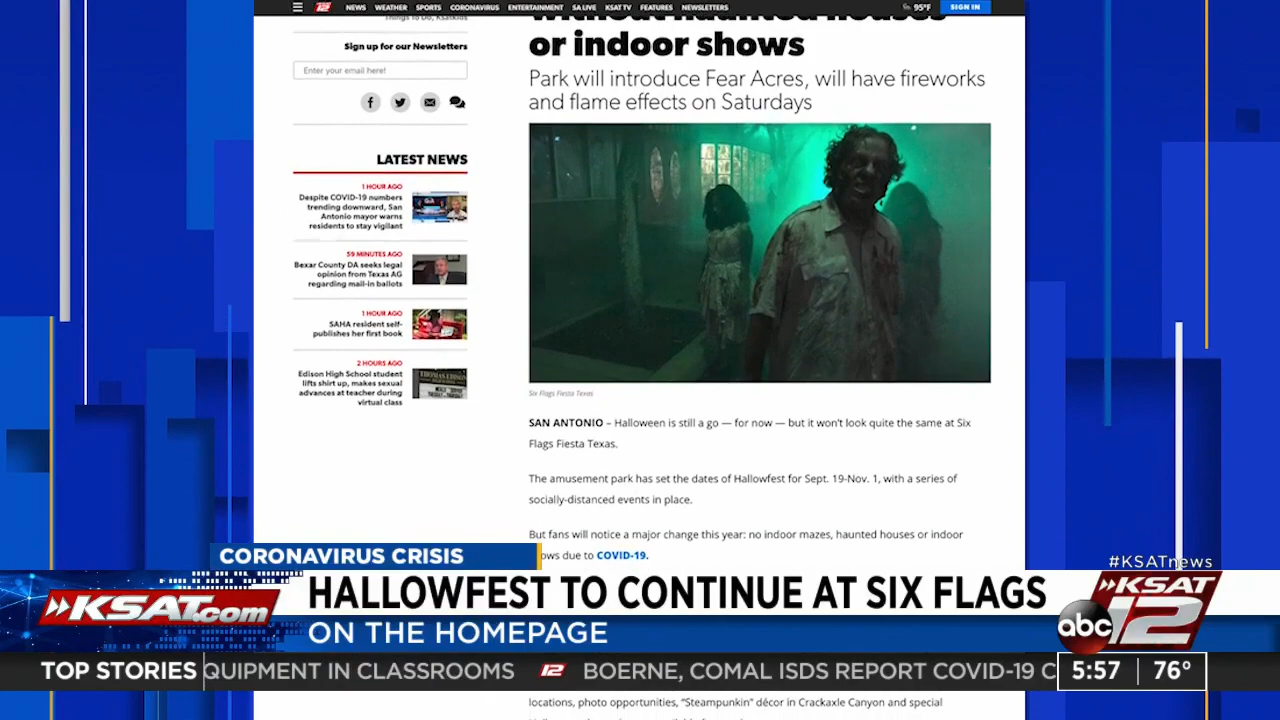 NEWS WEATHER SPORTS CORONAVIRUS ENTERTAINMENT SA LIVE KSAT TV FEATURES NEWSLETTERS 95°F SIGN IN
Things To Do, Ksatkids
Sign up for our Newsletters
Enter your email here!
LATEST NEWS
1 HOUR AGO
Despite COVID-19 numbers
trending downward, San
Antonio mayor warns
residents to stay vigilant
59 MINUTES AGO
Bexar County DA seeks legal
opinion from Texas AG
regarding mail-in ballots
1 HOUR AGO
SAHA resident self-
publishes her first book
2 HOURS AGO
Edison High School student
lifts shirt up, makes sexual
advances at teacher during
virtual class
without haunted houses
or indoor shows
Park will introduce Fear Acres, will have fireworks
and flame effects on Saturdays
Six Flags Fiesta Texas
SAN ANTONIO – Halloween is still a go — for now — but it won't look quite the same at Six
Flags Fiesta Texas.
The amusement park has set the dates of Hallowfest for Sept. 19-Nov. 1, with a series of
socially-distanced events in place.
But fans will notice a major change this year: no indoor mazes, haunted houses or indoor
ows due to COVID-19.
CORONAVIRUS CRISIS
#KSATnews
KSAT.com
HALLOWFEST TO CONTINUE AT SIX FLAGS
ON THE HOMEPAGE
abc KSAT 12
TOP STORIES QUIPMENT IN CLASSROOMS 12 BOERNE, COMAL ISDS REPORT COVID-19 C 5:57 76°
locations, photo opportunities, “Steampunkin” décor in Crackaxle Canyon and special